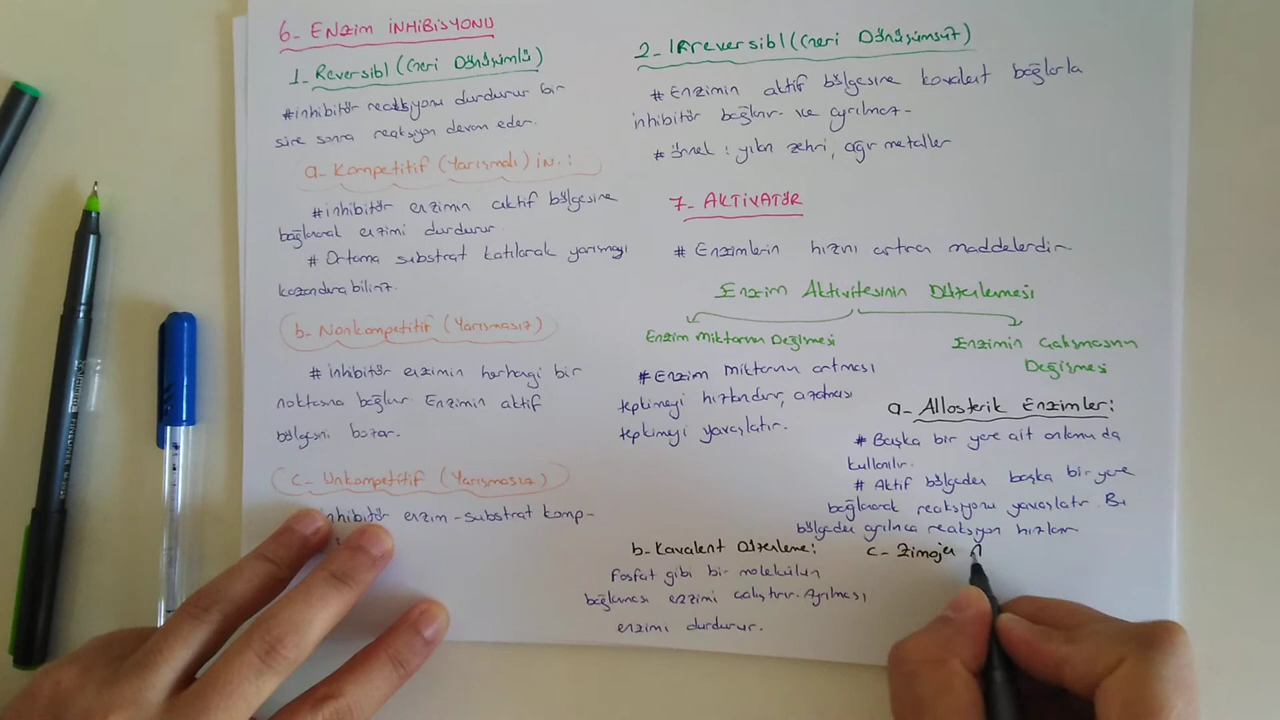 6- ENZİM İNHİBİSYONU
1- Reversibl (Geri Dönüşümlü)
#inhibitör reaksiyonu durdurur bir
süre sonra reaksiyon devam eder.
a- Kompetitif (Yarışmalı) in.:
#inhibitör enzimin aktif bölgesine
bağlanarak enzimi durdurur.
# Ortama substrat katılarak yarışmayı
kazandırabiliriz.
b- Nonkompetitif (Yarışmasız)
# inhibitör enzimin herhangi bir
noktasına bağlanır. Enzimin aktif
bölgesini bozar.
c- Unkompetitif (Yarışmasız)
inhibitör enzim-substrat komp-
2- IRreversibl (Geri Dönüşümsüz)
# Enzimin aktif bölgesine kovalent bağlarla
inhibitör bağlanır. ve ayrılmaz-
# örnek : yılan zehri, ağır metaller
7- AKTİVATÖR
# Enzimlerin hızını artıran maddelerdir
Enzim Aktivitesinin Düzenlenmesi
Enzim Miktarının Değişmesi
# Enzim miktarının artması
tepkimeyi hızlandırır, azalması
tepkimeyi yavaşlatır.
Enzimin Çalışmasının
Değişmesi
a- Allosterik Enzimler:
# Başka bir yere ait anlamında
kullanılır.
# Aktif bölgeden başka bir yere
bağlanarak reaksiyonu yavaşlatır. Bu
bölgeden ayrılınca reaksiyon hızlanır
b- Kovalent Düzenleme:
Fosfat gibi bir molekülün
bağlanması enzimi çalıştırır. Ayrılması
enzimi durdurur.
c- Zimojen